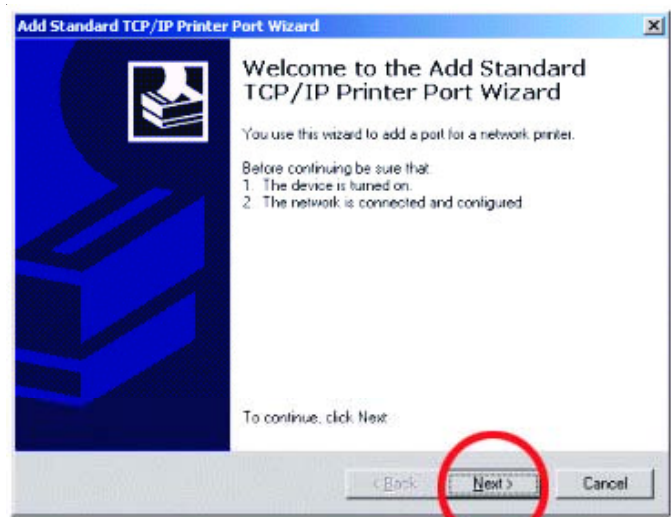 Add Standard TCP/IP Printer Port Wizard
Welcome to the Add Standard
TCP/IP Printer Port Wizard
You use this wizard to add a port for a network printer.
Before continuing be sure that:
1. The device is turned on.
2. The network is connected and configured.
To continue, click Next.
< Back
Next >
Cancel